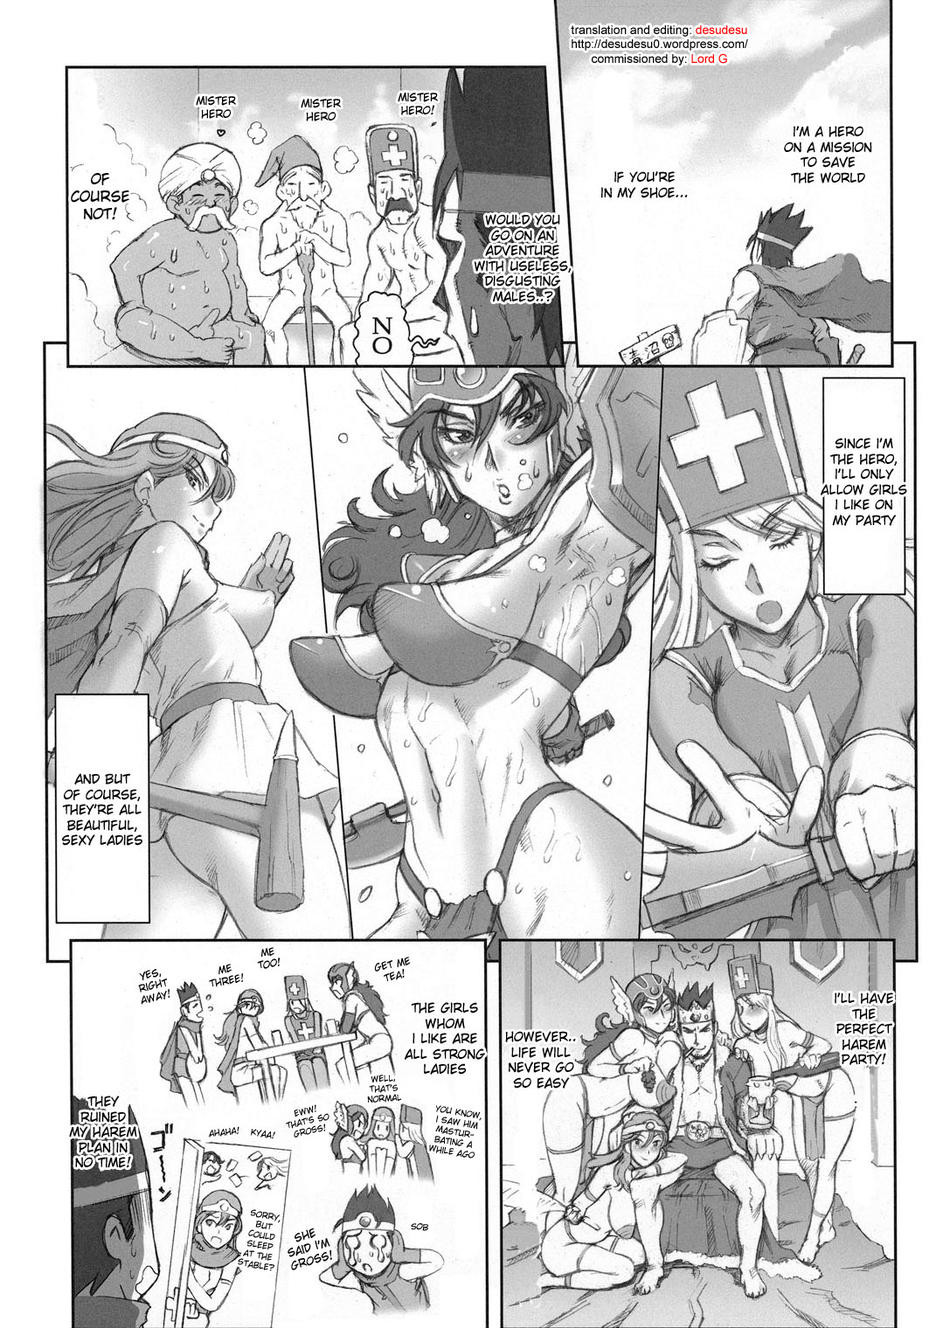 translation and editing: desudesu
http://desudesu0.wordpress.com/
commissioned by: Lord G
I'M A HERO
ON A MISSION
TO SAVE
THE WORLD
IF YOU'RE
IN MY SHOE...
MISTER
HERO!
MISTER
HERO
MISTER
HERO
WOULD YOU
GO ON AN
ADVENTURE
WITH USELESS,
DISGUSTING
MALES..?
OF
COURSE
NOT!
NO
SINCE I'M
THE HERO,
I'LL ONLY
ALLOW GIRLS
I LIKE ON
MY PARTY
AND BUT
OF COURSE,
THEY'RE ALL
BEAUTIFUL,
SEXY LADIES
I'LL HAVE
THE
PERFECT
HAREM
PARTY!
HOWEVER..
LIFE WILL
NEVER GO
SO EASY
THE GIRLS
WHOM
I LIKE ARE
ALL STRONG
LADIES
GET ME
TEA!
ME
TOO!
ME
THREE!
YES,
RIGHT
AWAY!
YOU KNOW,
I SAW HIM
MASTUR-
BATING A
WHILE AGO
WELL,
THAT'S
NORMAL
EWW!
THAT'S SO
GROSS!
KYAA!
AHAHA!
SORRY,
BUT
COULD
SLEEP
AT THE
STABLE?
SOB
SHE
SAID I'M
GROSS!
THEY
RUINED
MY HAREM
PLAN IN
NO TIME!
ゴーン